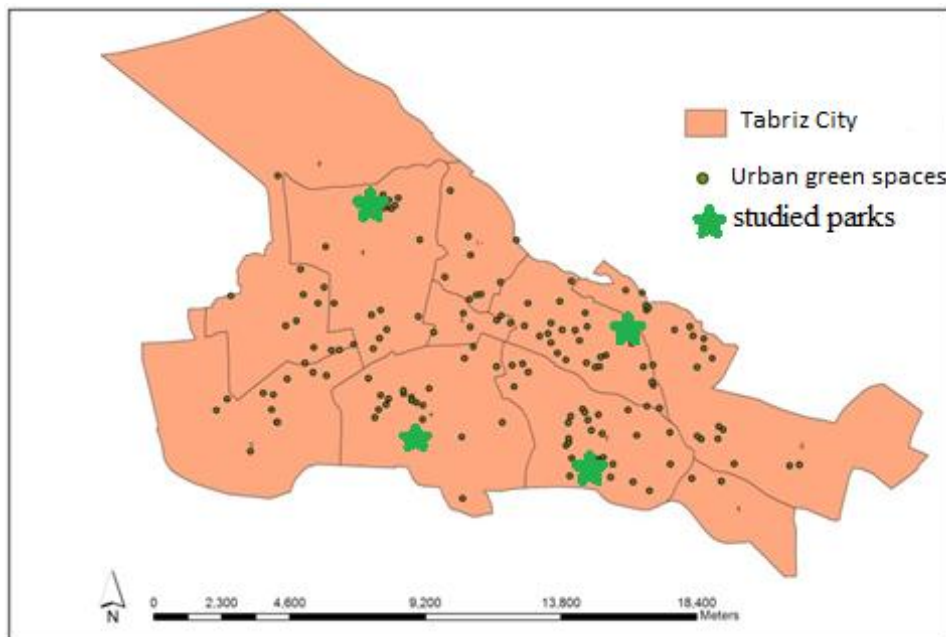 Tabriz City
Urban green spaces
studied parks
0 2,300 4,600 9,200 13,800 18,400
Meters
N